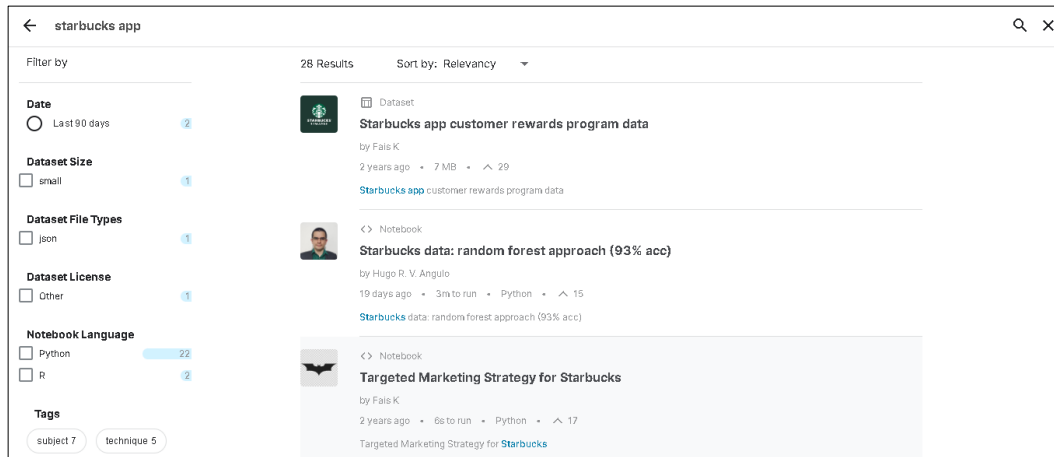 starbucks app
Filter by
28 Results Sort by: Relevancy
Date
Last 90 days 2
Dataset Size
small 1
Dataset File Types
json 1
Dataset License
Other 1
Notebook Language
Python 22
R 2
Tags
subject 7 technique 5
STARBUCKS
Dataset
Starbucks app customer rewards program data
by Fais K
2 years ago • 7 MB • 29
Starbucks app customer rewards program data
Notebook
Starbucks data: random forest approach (93% acc)
by Hugo R. V. Angulo
19 days ago • 3m to run • Python • 15
Starbucks data: random forest approach (93% acc)
Notebook
Targeted Marketing Strategy for Starbucks
by Fais K
2 years ago • 6s to run • Python • 17
Targeted Marketing Strategy for Starbucks